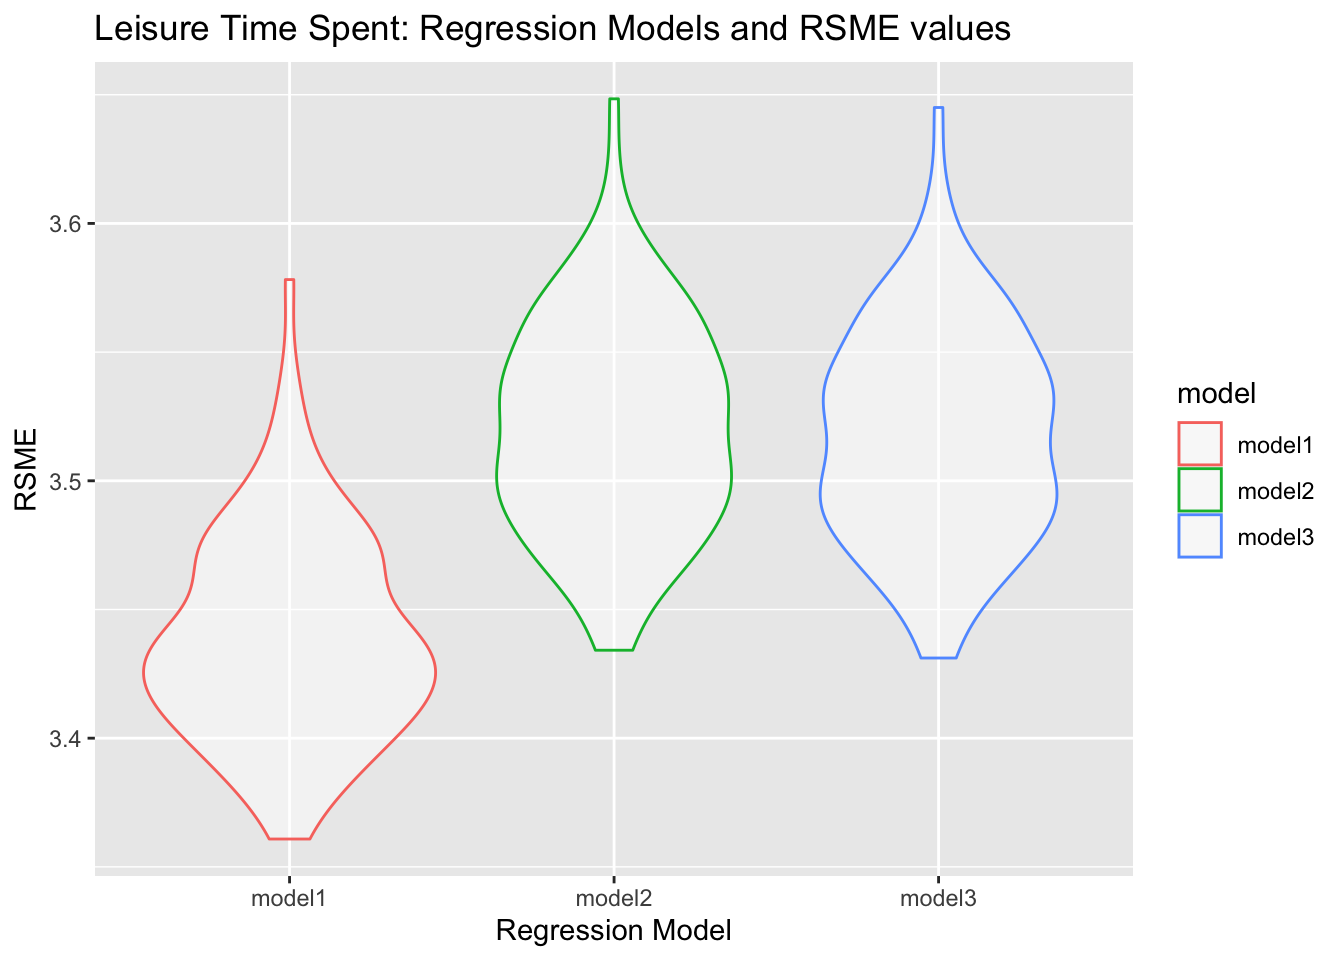 Leisure Time Spent: Regression Models and RSME values
RSME
3.6
3.5
3.4
model1
model2
model3
Regression Model
model
model1
model2
model3